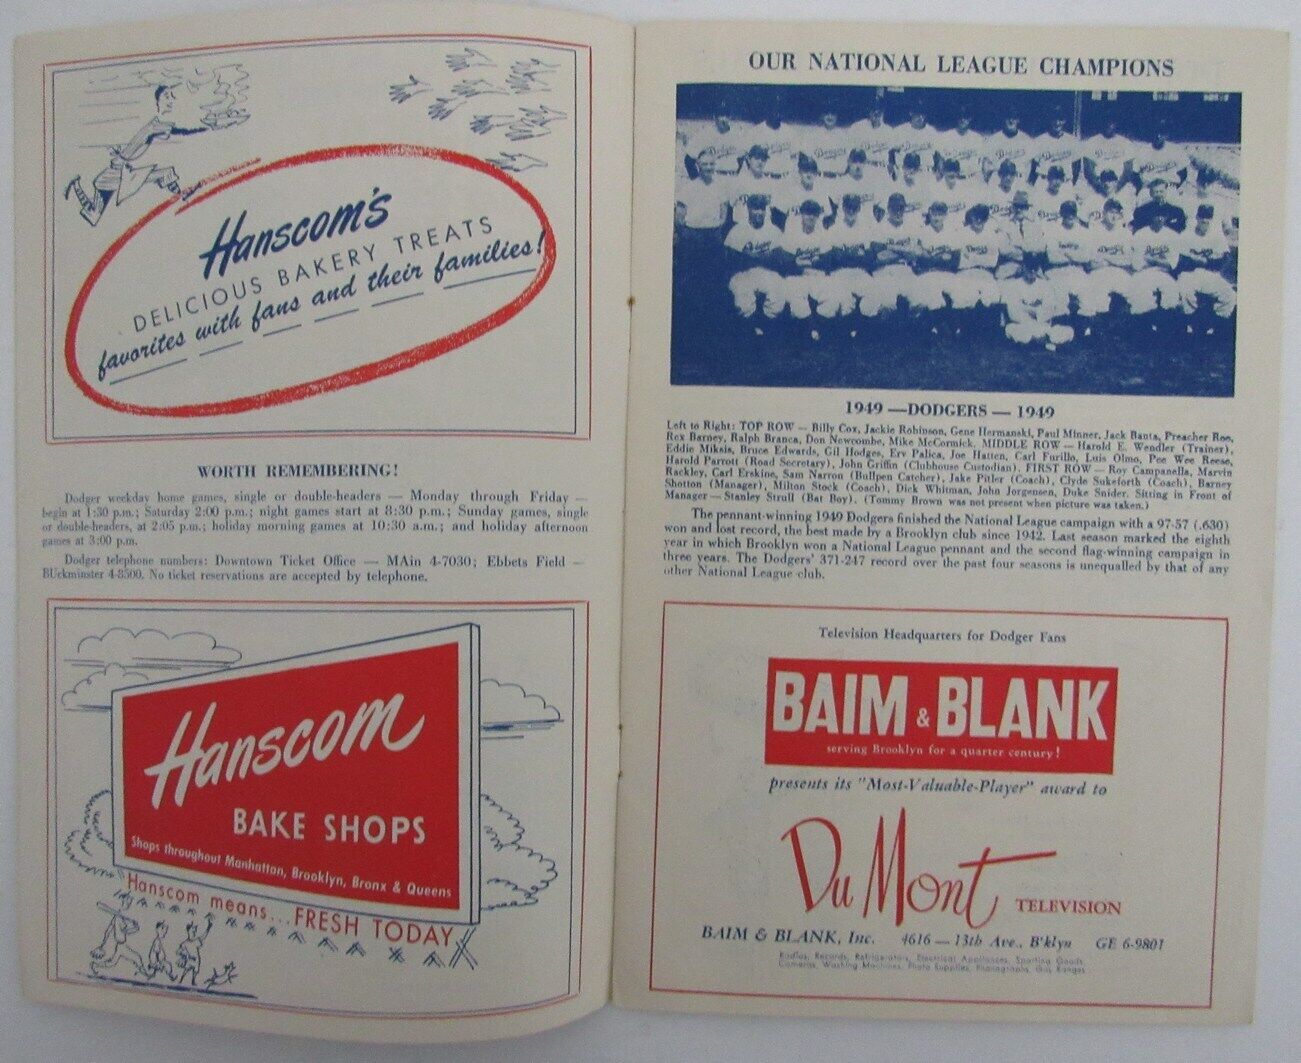 Hanscom's
DELICIOUS BAKERY TREATS
favorites with fans and their families!
WORTH REMEMBERING!
Dodger weekday home games, single or double-headers — Monday through Friday —
begin at 1:30 p.m.; Saturday 2:00 p.m.; night games start at 8:30 p.m.; Sunday games, single
or double-headers, at 2:05 p.m.; holiday morning games at 10:30 a.m.; and holiday afternoon
games at 3:00 p.m.
Dodger telephone numbers: Downtown Ticket Office — MAin 4-7030; Ebbets Field —
BUckminster 4-8500. No ticket reservations are accepted by telephone.
Hanscom
BAKE SHOPS
Shops throughout Manhattan, Brooklyn, Bronx & Queens
Hanscom means... FRESH TODAY
OUR NATIONAL LEAGUE CHAMPIONS
1949 — DODGERS — 1949
Left to Right: TOP ROW — Billy Cox, Jackie Robinson, Gene Hermanski, Paul Minner, Jack Banta, Preacher Roe,
Rex Barney, Ralph Branca, Don Newcombe, Mike McCormick. MIDDLE ROW — Harold E. Wendler (Trainer),
Eddie Miksis, Bruce Edwards, Gil Hodges, Erv Palica, Joe Hatten, Carl Furillo, Luis Olmo, Pee Wee Reese,
Harold Parrott (Road Secretary), John Griffin (Clubhouse Custodian). FIRST ROW — Roy Campanella, Marvin
Rackley, Carl Erskine, Sam Narron (Bullpen Catcher), Jake Pitler (Coach), Clyde Sukeforth (Coach), Barney
Shotton (Manager), Milton Stock (Coach), Dick Whitman, John Jorgensen, Duke Snider. Sitting in Front of
Manager — Stanley Strull (Bat Boy). (Tommy Brown was not present when picture was taken.)
The pennant-winning 1949 Dodgers finished the National League campaign with a 97-57 (.630)
won and lost record, the best made by a Brooklyn club since 1942. Last season marked the eighth
year in which Brooklyn won a National League pennant and the second flag-winning campaign in
three years. The Dodgers' 371-247 record over the past four seasons is unequalled by that of any
other National League club.
Television Headquarters for Dodger Fans
BAIM & BLANK
serving Brooklyn for a quarter century!
presents its "Most-Valuable-Player" award to
Du Mont TELEVISION
BAIM & BLANK, Inc. 4616 — 13th Ave., B'klyn GE 6-9801
Radios, Records, Refrigerators, Electrical Appliances, Sporting Goods,
Cameras, Washing Machines, Photo Supplies, Phonographs, Gas Ranges